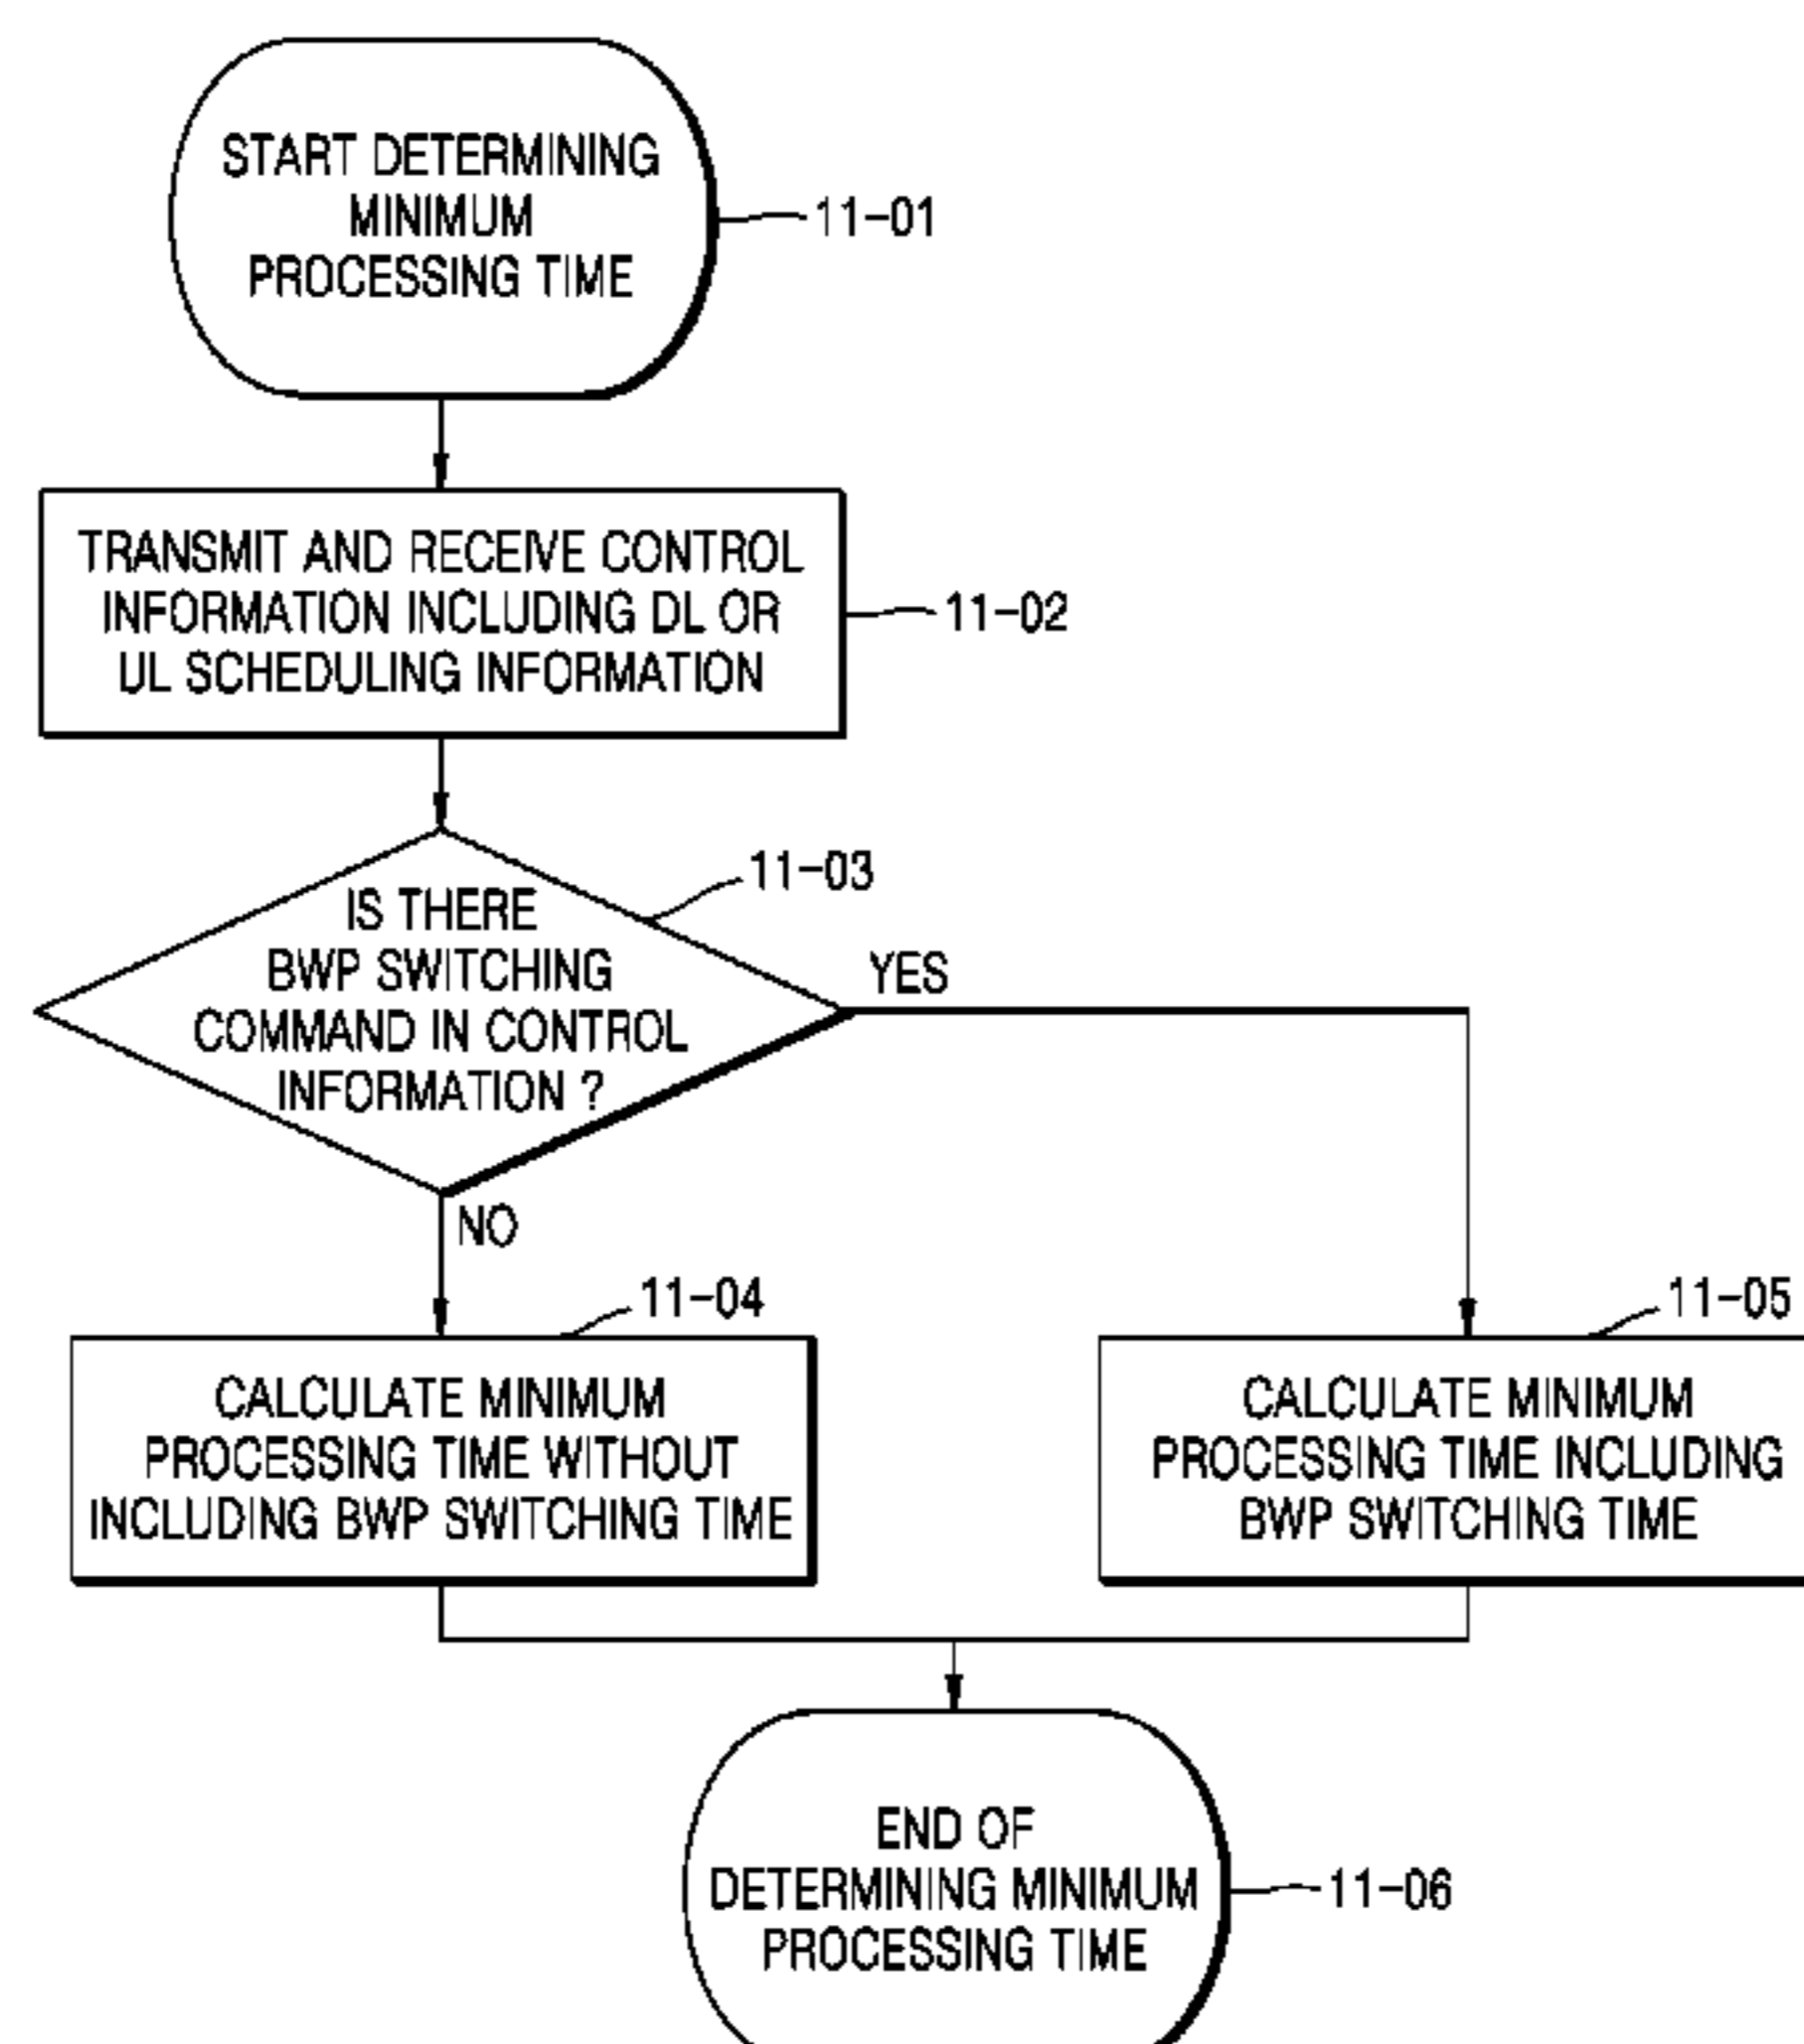 START DETERMINING
MINIMUM
PROCESSING TIME
11-01
TRANSMIT AND RECEIVE CONTROL
INFORMATION INCLUDING DL OR
UL SCHEDULING INFORMATION
11-02
11-03
IS THERE
BWP SWITCHING
COMMAND IN CONTROL
INFORMATION ?
YES
NO
11-04
CALCULATE MINIMUM
PROCESSING TIME WITHOUT
INCLUDING BWP SWITCHING TIME
11-05
CALCULATE MINIMUM
PROCESSING TIME INCLUDING
BWP SWITCHING TIME
END OF
DETERMINING MINIMUM
PROCESSING TIME
11-06